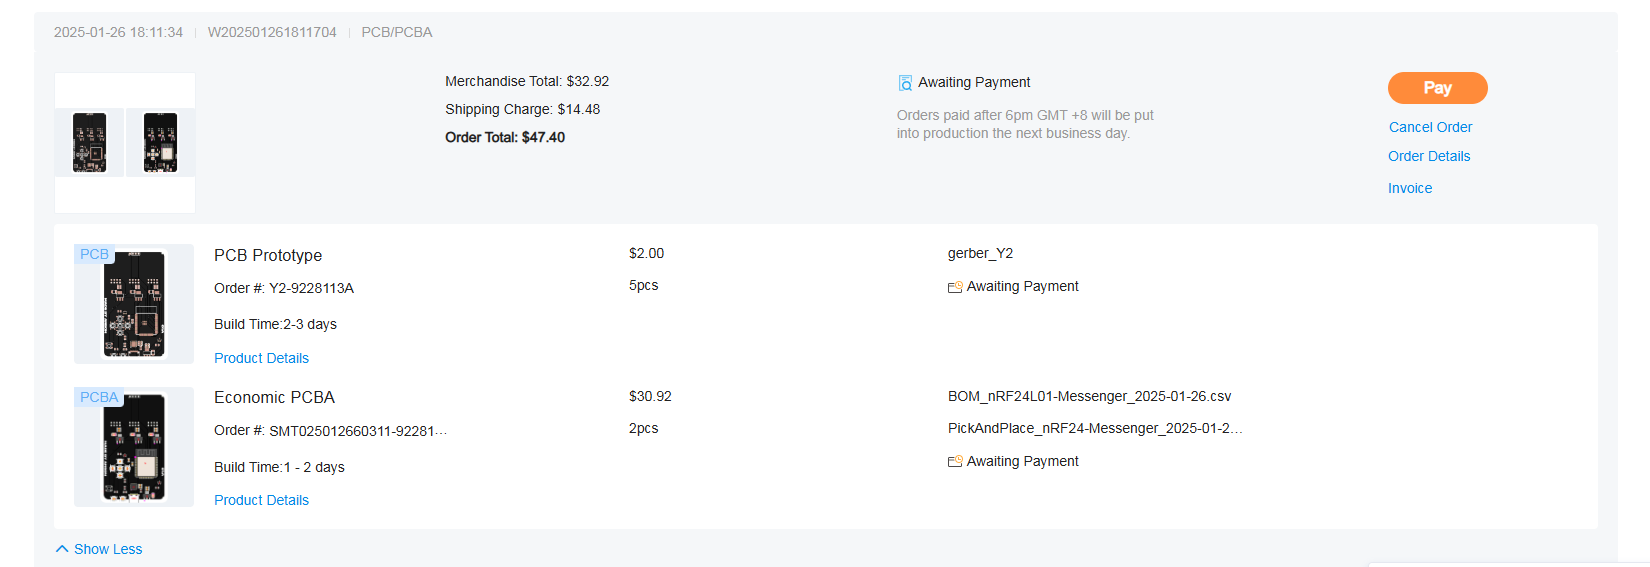 2025-01-26 18:11:34 W202501261811704 PCB/PCBA
Merchandise Total: $32.92
Shipping Charge: $14.48
Order Total: $47.40
Awaiting Payment
Orders paid after 6pm GMT +8 will be put
into production the next business day.
Pay
Cancel Order
Order Details
Invoice
PCB
PCB Prototype
Order #: Y2-9228113A
Build Time:2-3 days
Product Details
$2.00
5pcs
gerber_Y2
Awaiting Payment
PCBA
Economic PCBA
Order #: SMT025012660311-92281...
Build Time:1 - 2 days
Product Details
$30.92
2pcs
BOM_nRF24L01-Messenger_2025-01-26.csv
PickAndPlace_nRF24-Messenger_2025-01-2...
Awaiting Payment
Show Less